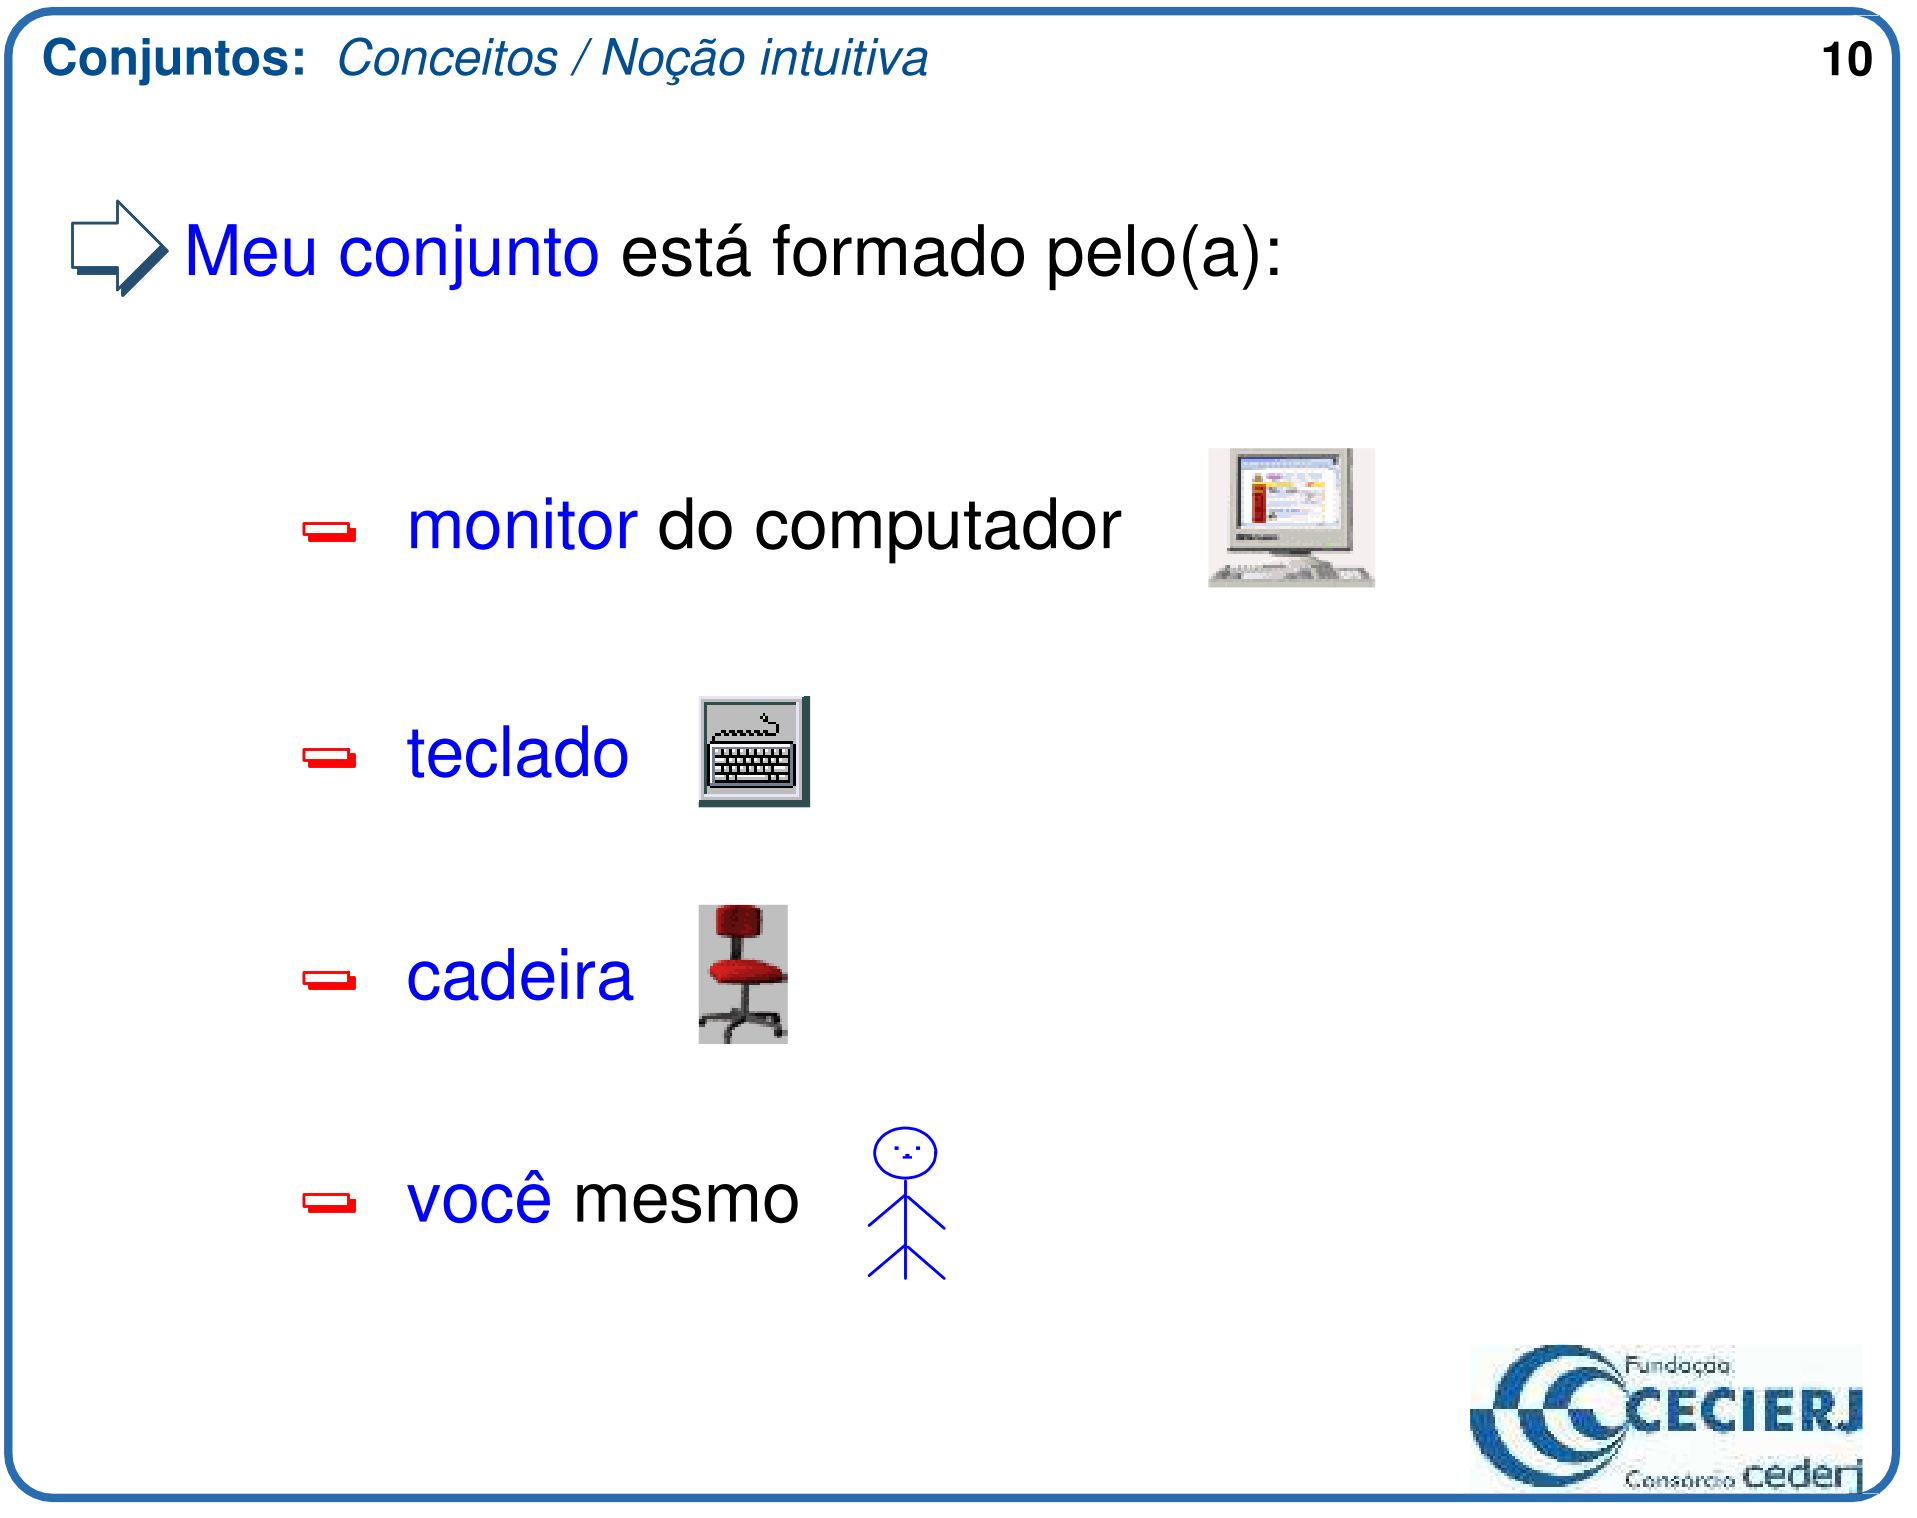 Conjuntos: Conceitos / Noção intuitiva 10
Meu conjunto está formado pelo(a):
monitor do computador
teclado
cadeira
você mesmo
Fundação
CECIERJ
Consórcio cederj